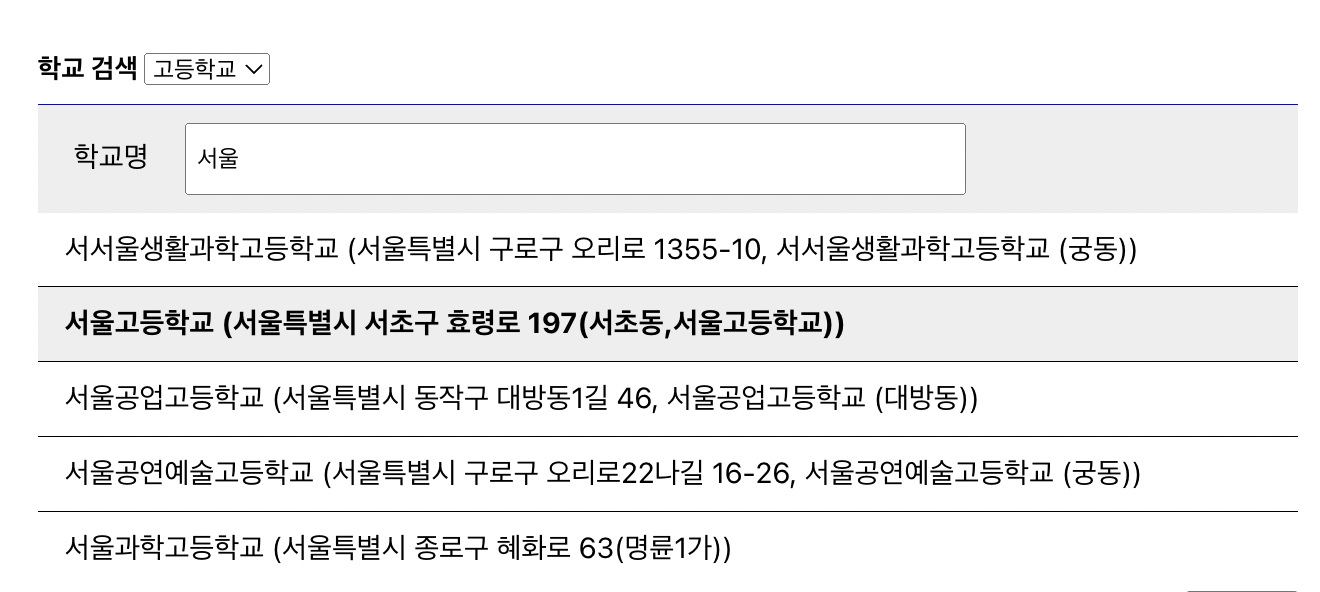 학교 검색 고등학교
학교명 서울
서서울생활과학고등학교 (서울특별시 구로구 오리로 1355-10, 서서울생활과학고등학교 (궁동))
서울고등학교 (서울특별시 서초구 효령로 197(서초동,서울고등학교))
서울공업고등학교 (서울특별시 동작구 대방동1길 46, 서울공업고등학교 (대방동))
서울공연예술고등학교 (서울특별시 구로구 오리로22나길 16-26, 서울공연예술고등학교 (궁동))
서울과학고등학교 (서울특별시 종로구 혜화로 63(명륜1가))